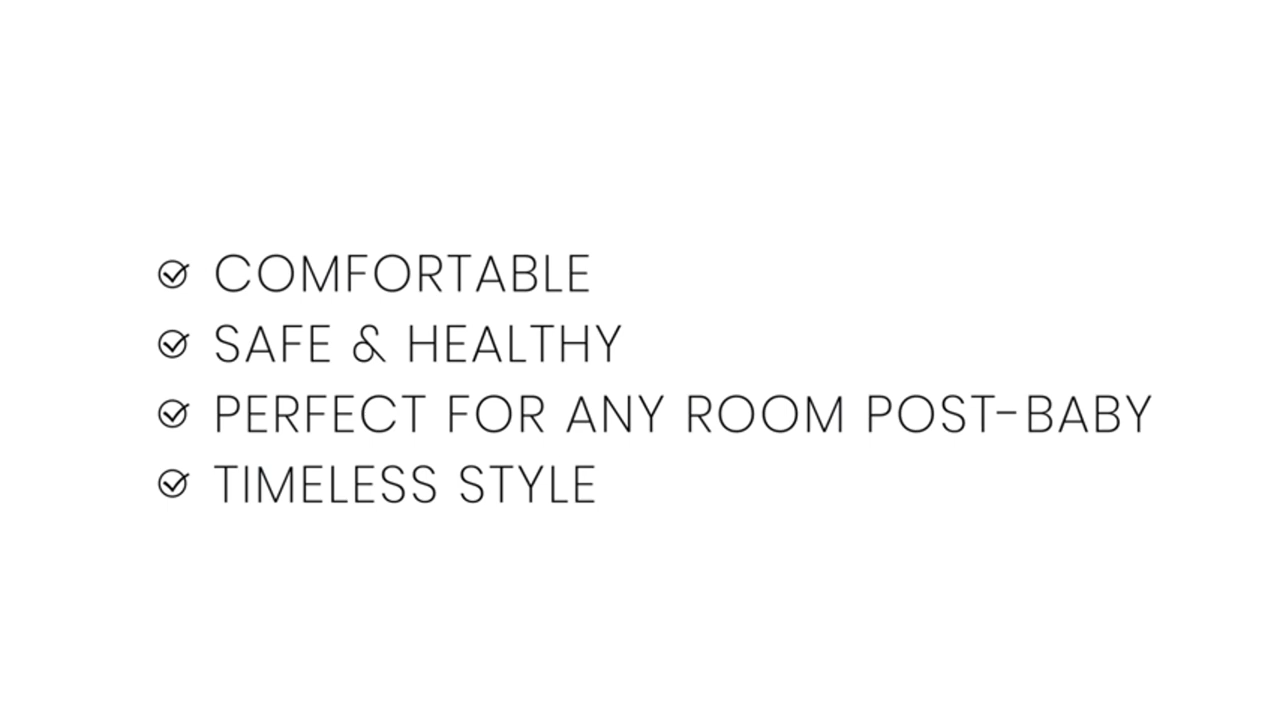 COMFORTABLE
SAFE & HEALTHY
PERFECT FOR ANY ROOM POST-BABY
TIMELESS STYLE